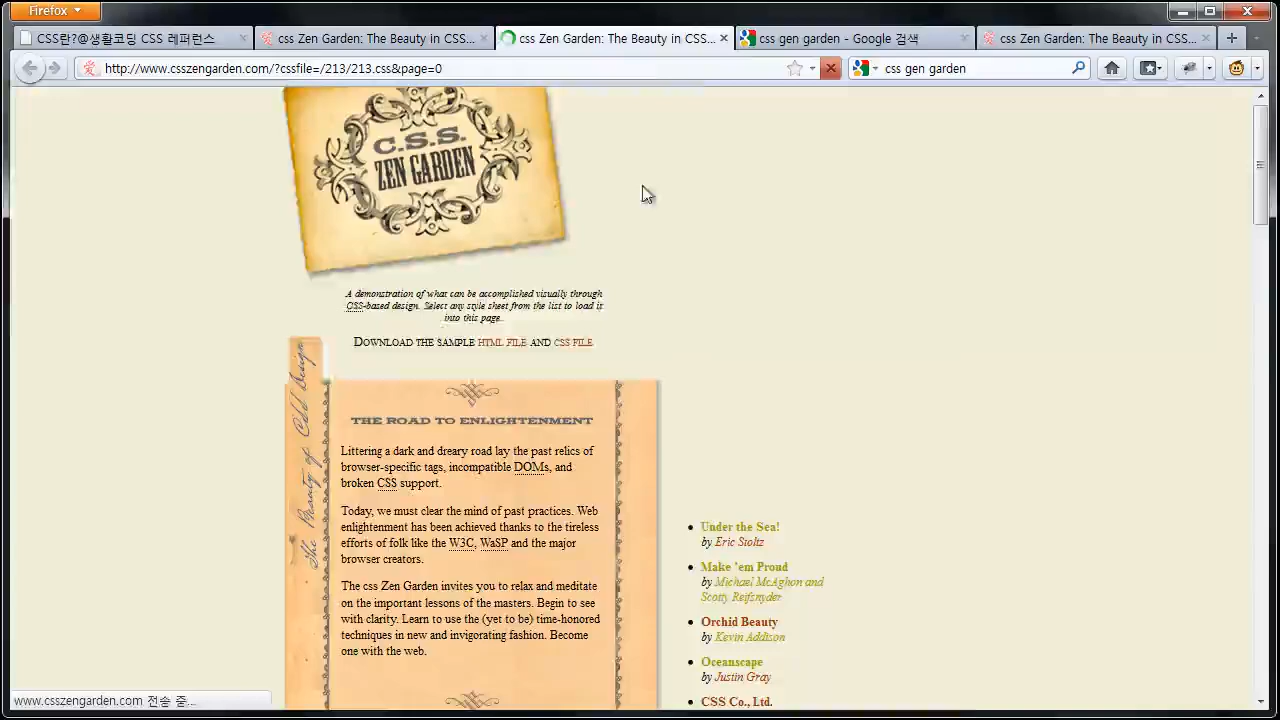 Firefox
CSS란?@생활코딩 CSS 레퍼런스
css Zen Garden: The Beauty in CSS...
css Zen Garden: The Beauty in CSS...
css gen garden - Google 검색
css Zen Garden: The Beauty in CSS...
http://www.csszengarden.com/?cssfile=/213/213.css&page=0
css gen garden
C.S.S.
ZEN GARDEN
A demonstration of what can be accomplished visually through
CSS-based design. Select any style sheet from the list to load it
into this page.
DOWNLOAD THE SAMPLE HTML FILE AND CSS FILE
The Beauty of CSS Design
THE ROAD TO ENLIGHTENMENT
Littering a dark and dreary road lay the past relics of
browser-specific tags, incompatible DOMs, and
broken CSS support.
Today, we must clear the mind of past practices. Web
enlightenment has been achieved thanks to the tireless
efforts of folk like the W3C, WaSP and the major
browser creators.
The css Zen Garden invites you to relax and meditate
on the important lessons of the masters. Begin to see
with clarity. Learn to use the (yet to be) time-honored
techniques in new and invigorating fashion. Become
one with the web.
Under the Sea!
by Eric Stoltz
Make 'em Proud
by Michael McAghon and
Scotty Reifsnyder
Orchid Beauty
by Kevin Addison
Oceanscape
by Justin Gray
CSS Co., Ltd.
www.csszengarden.com 전송 중...